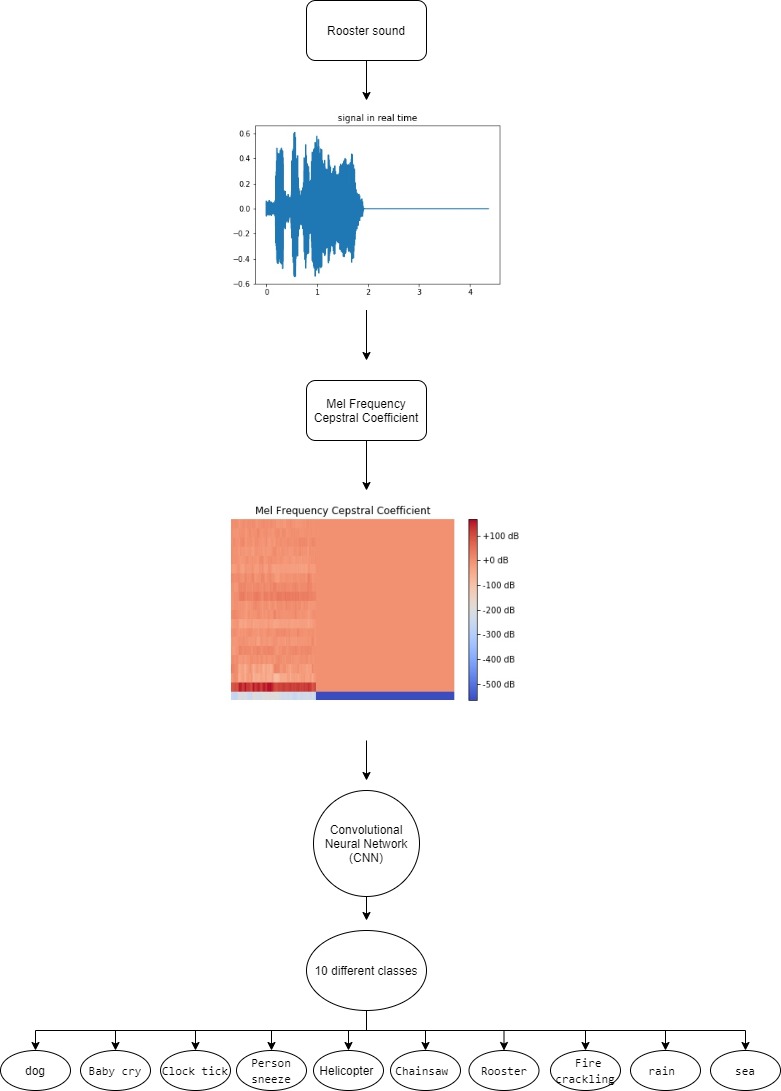 Rooster sound
signal in real time
0.6
0.4
0.2
0.0
−0.2
−0.4
−0.6
0 1 2 3 4
Mel Frequency
Cepstral Coefficient
Mel Frequency Cepstral Coefficient
+100 dB
+0 dB
-100 dB
-200 dB
-300 dB
-400 dB
-500 dB
Convolutional
Neural Network
(CNN)
10 different classes
dog
Baby cry
Clock tick
Person
sneeze
Helicopter
Chainsaw
Rooster
Fire
crackling
rain
sea